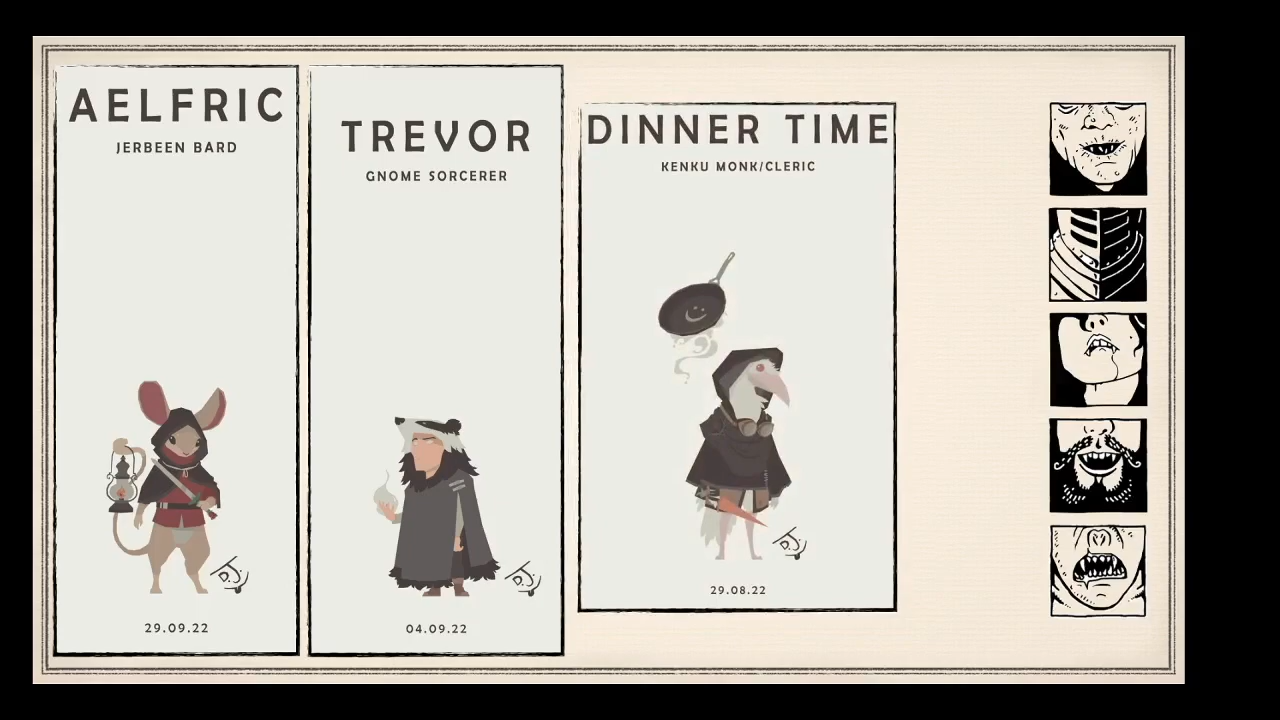 AELFRIC
JERBEEN BARD
D.J.
29.09.22
TREVOR
GNOME SORCERER
D.J.
04.09.22
DINNER TIME
KENKU MONK/CLERIC
D.J.
29.08.22